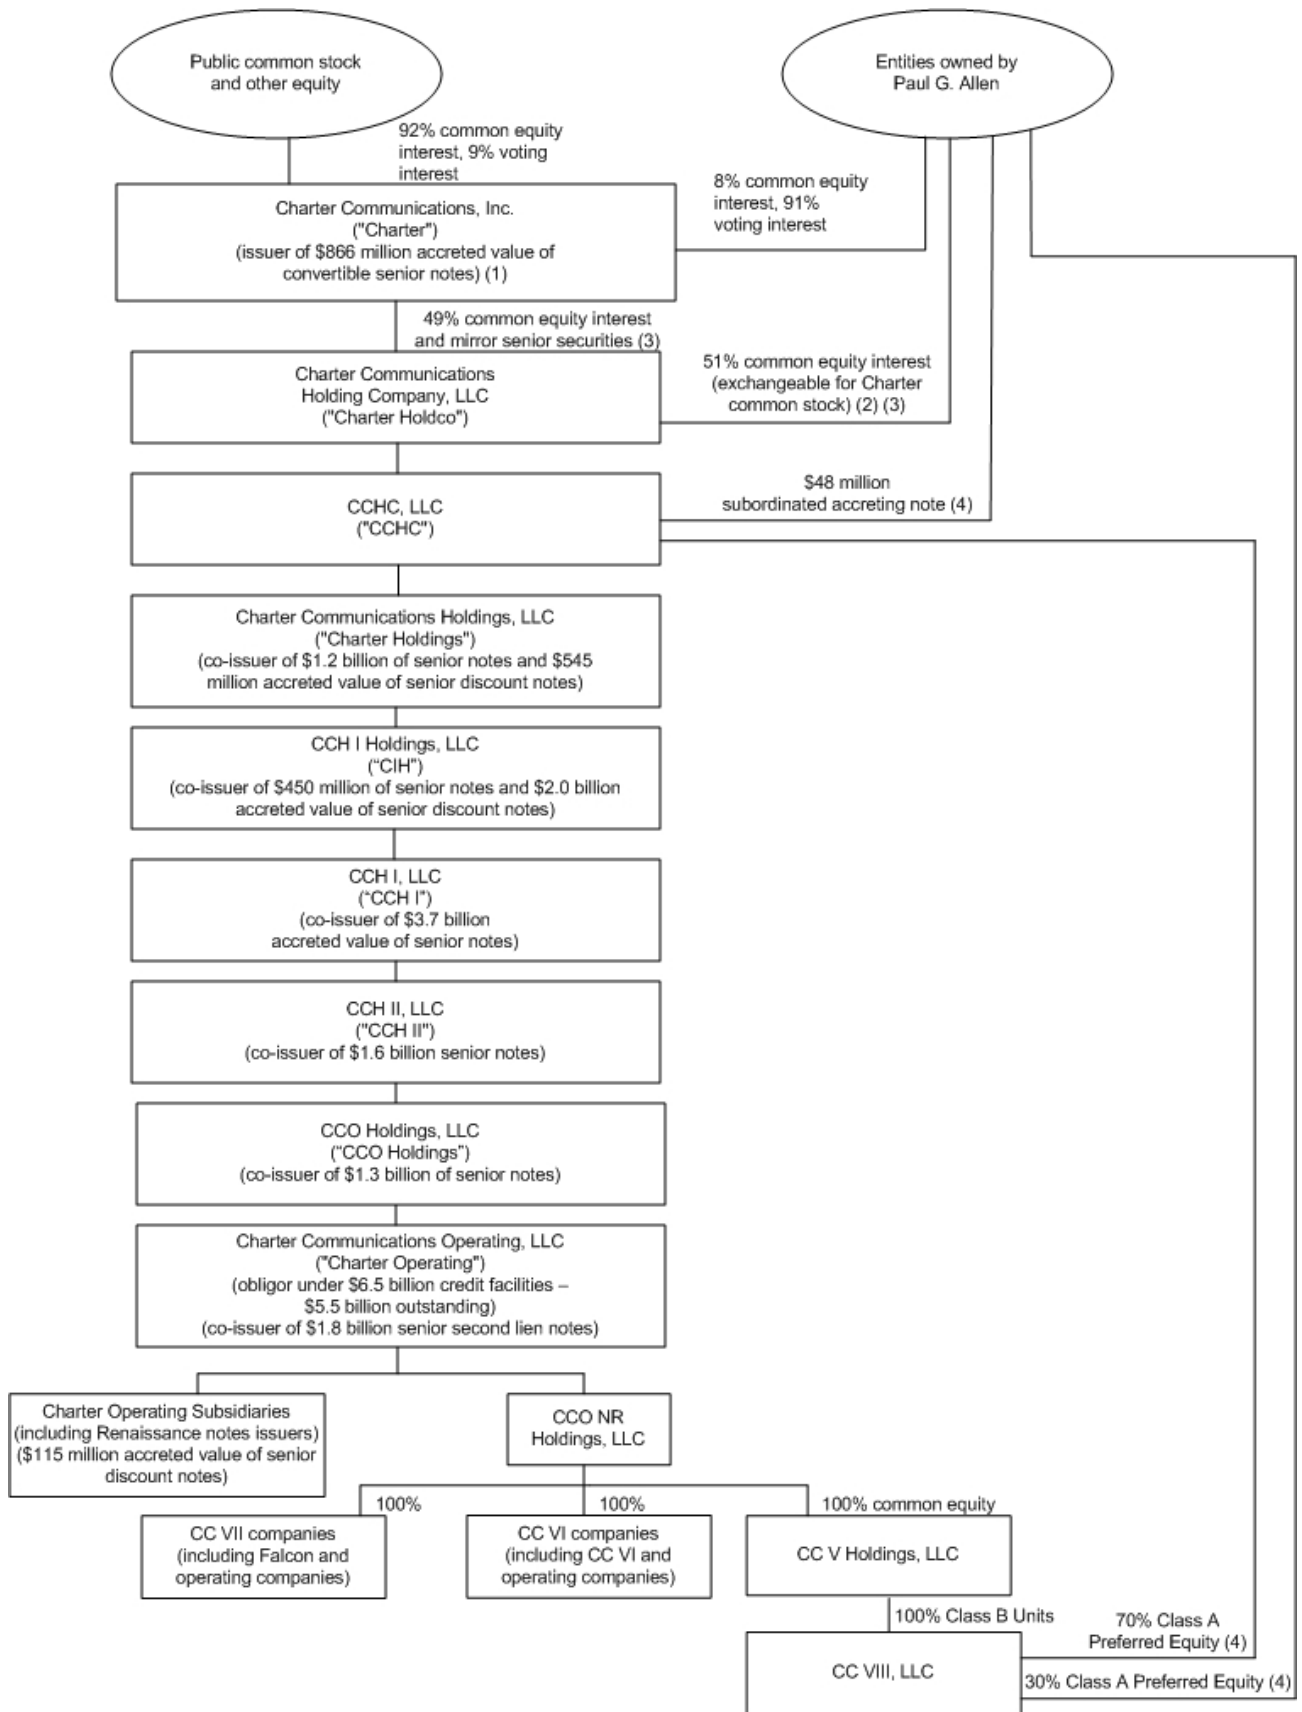 Public common stock
and other equity
Entities owned by
Paul G. Allen
92% common equity
interest, 9% voting
interest
8% common equity
interest, 91%
voting interest
Charter Communications, Inc.
("Charter")
(issuer of $866 million accreted value of
convertible senior notes) (1)
49% common equity interest
and mirror senior securities (3)
51% common equity interest
(exchangeable for Charter
common stock) (2) (3)
Charter Communications
Holding Company, LLC
("Charter Holdco")
$48 million
subordinated accreting note (4)
CCHC, LLC
("CCHC")
Charter Communications Holdings, LLC
("Charter Holdings")
(co-issuer of $1.2 billion of senior notes and $545
million accreted value of senior discount notes)
CCH I Holdings, LLC
(“CIH”)
(co-issuer of $450 million of senior notes and $2.0 billion
accreted value of senior discount notes)
CCH I, LLC
(“CCH I”)
(co-issuer of $3.7 billion
accreted value of senior notes)
CCH II, LLC
("CCH II")
(co-issuer of $1.6 billion senior notes)
CCO Holdings, LLC
(“CCO Holdings”)
(co-issuer of $1.3 billion of senior notes)
Charter Communications Operating, LLC
("Charter Operating")
(obligor under $6.5 billion credit facilities –
$5.5 billion outstanding)
(co-issuer of $1.8 billion senior second lien notes)
Charter Operating Subsidiaries
(including Renaissance notes issuers)
($115 million accreted value of senior
discount notes)
CCO NR
Holdings, LLC
100%
100%
100% common equity
CC VII companies
(including Falcon and
operating companies)
CC VI companies
(including CC VI and
operating companies)
CC V Holdings, LLC
100% Class B Units
70% Class A
Preferred Equity (4)
CC VIII, LLC
30% Class A Preferred Equity (4)